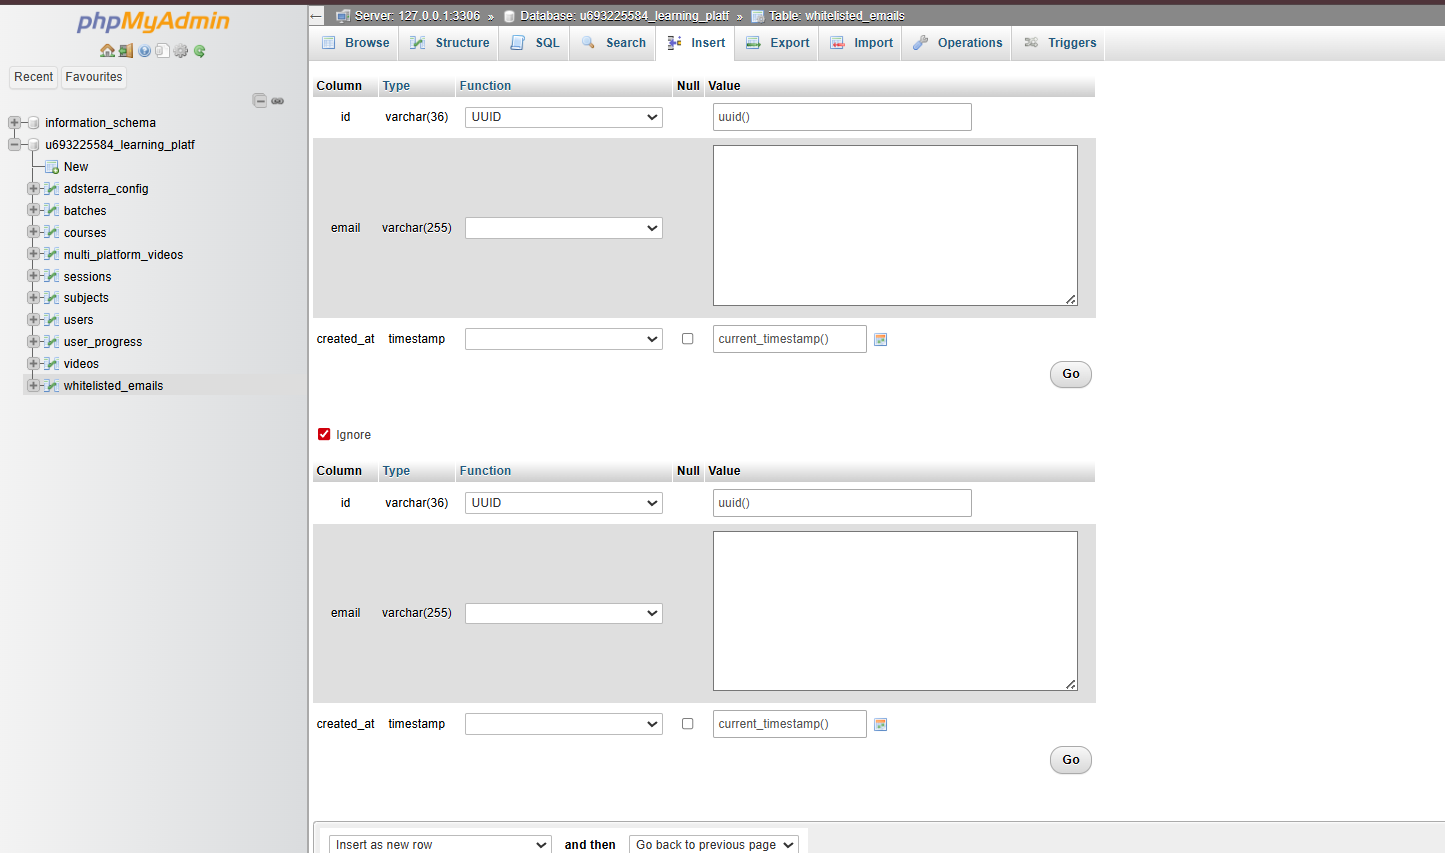 phpMyAdmin
Recent Favourites
information_schema
u693225584_learning_platf
New
adsterra_config
batches
courses
multi_platform_videos
sessions
subjects
users
user_progress
videos
whitelisted_emails
Server: 127.0.0.1:3306 » Database: u693225584_learning_platf » Table: whitelisted_emails
Browse Structure SQL Search Insert Export Import Operations Triggers
Column Type Function Null Value
id varchar(36) UUID uuid()
email varchar(255)
created_at timestamp current_timestamp()
Go
Ignore
Column Type Function Null Value
id varchar(36) UUID uuid()
email varchar(255)
created_at timestamp current_timestamp()
Go
Insert as new row and then Go back to previous page